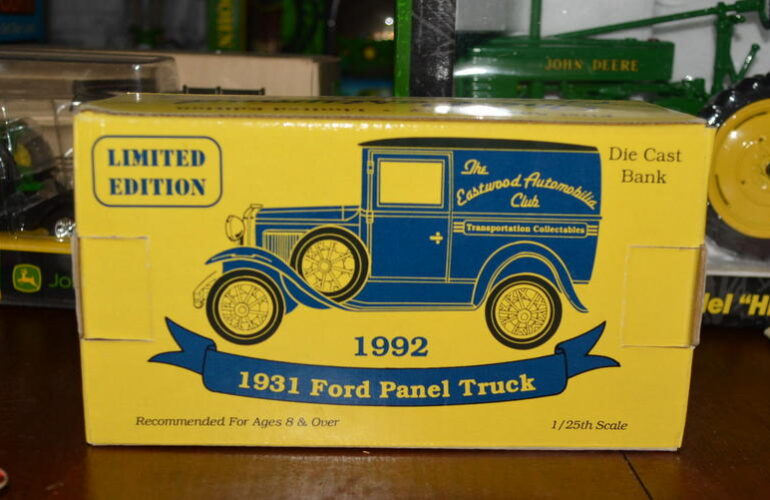 JOHN DEERE
LIMITED
EDITION
The
Eastwood Automobilia
Club
Transportation Collectables
Die Cast
Bank
1992
1931 Ford Panel Truck
Recommended For Ages 8 & Over
1/25th Scale